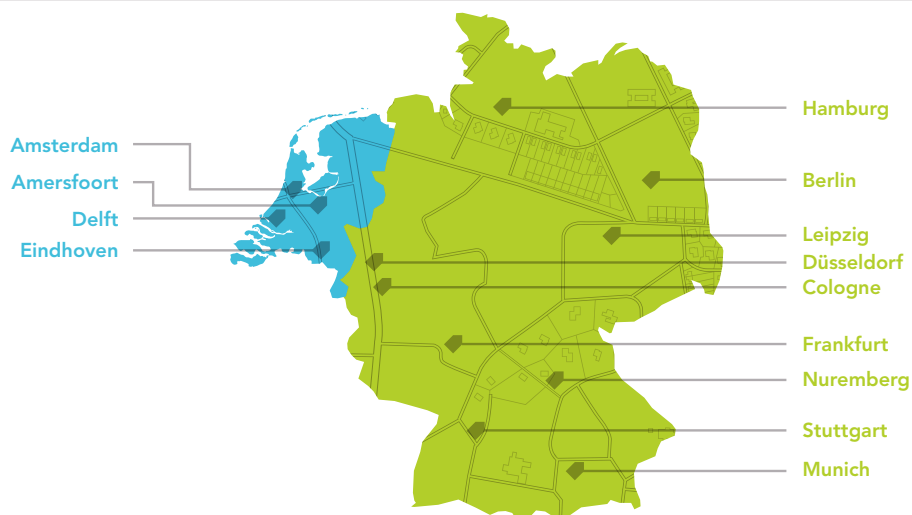 Amsterdam
Amersfoort
Delft
Eindhoven
Hamburg
Berlin
Leipzig
Düsseldorf
Cologne
Frankfurt
Nuremberg
Stuttgart
Munich